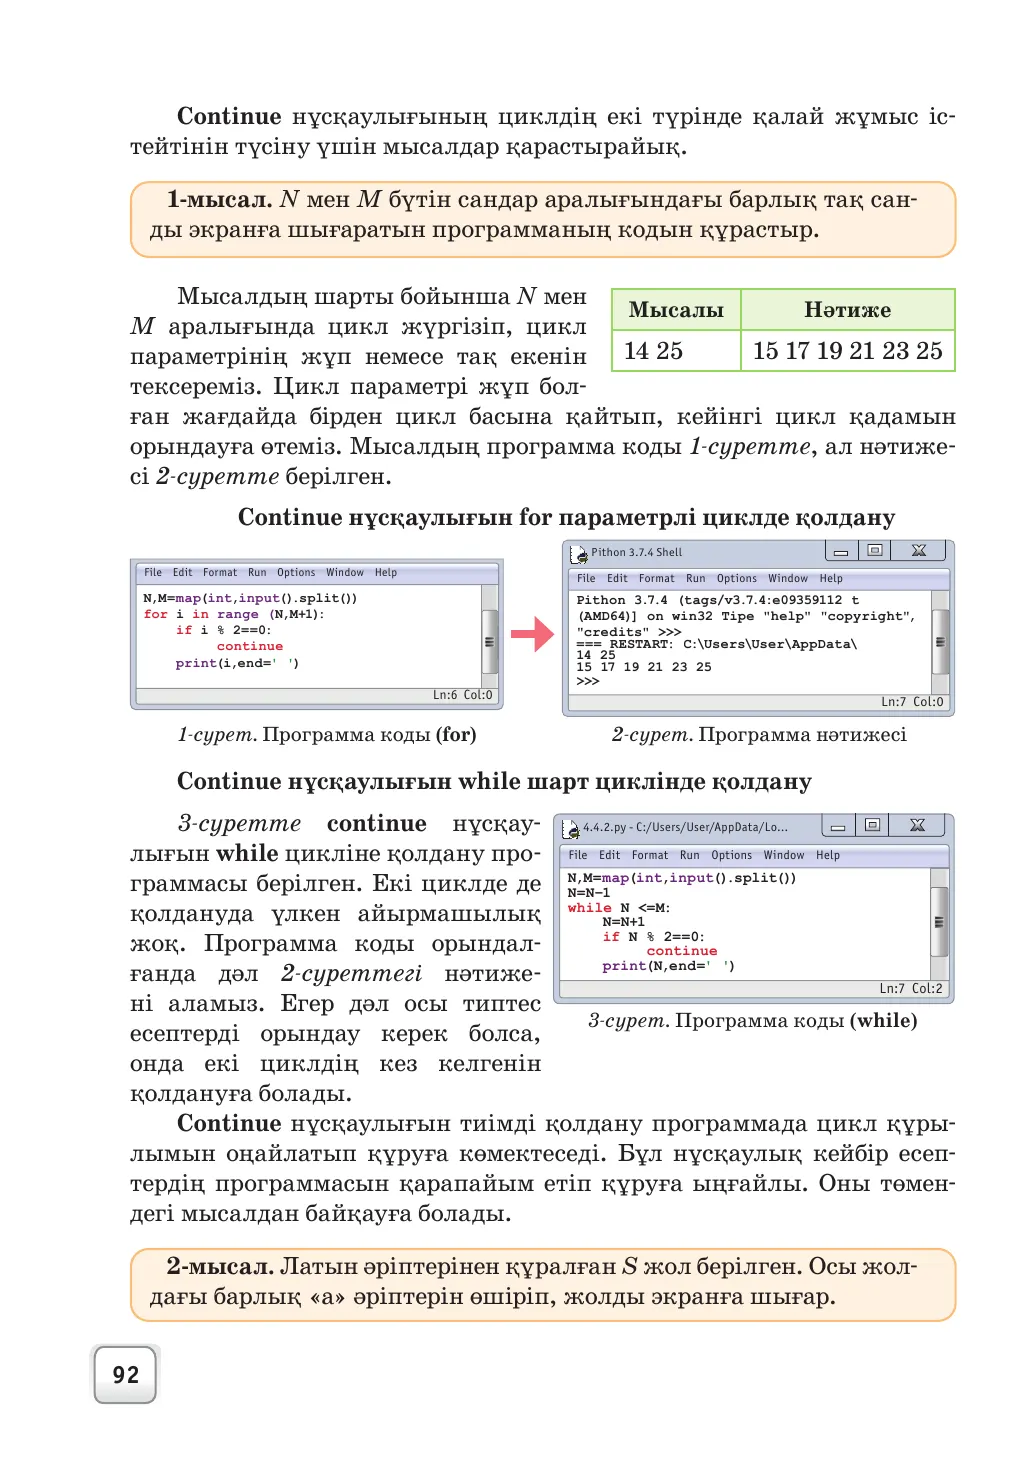 Continue нұсқаулығының циклдің екі түрінде қалай жұмыс іс-
тейтінін түсіну үшін мысалдар қарастырайық.
1-мысал. N мен M бүтін сандар аралығындағы барлық тақ сан-
ды экранға шығаратын программаның кодын құрастыр.
Мысалдың шарты бойынша N мен
M аралығында цикл жүргізіп, цикл
параметрінің жұп немесе тақ екенін
тексереміз. Цикл параметрі жұп бол-
ған жағдайда бірден цикл басына қайтып, кейінгі цикл қадамын
орындауға өтеміз. Мысалдың программа коды 1-суретте, ал нәтиже-
сі 2-суретте берілген.
Мысалы Нәтиже
14 25 15 17 19 21 23 25
Continue нұсқаулығын for параметрлі циклде қолдану
File Edit Format Run Options Window Help
N,M=map(int,input().split())
for i in range (N,M+1):
    if i % 2==0:
        continue
    print(i,end=' ')
Ln:6 Col:0
Pithon 3.7.4 Shell
File Edit Format Run Options Window Help
Pithon 3.7.4 (tags/v3.7.4:e09359112 t
(AMD64)] on win32 Tipe "help" "copyright",
"credits" >>>
=== RESTART: C:\Users\User\AppData\
14 25
15 17 19 21 23 25
>>>
Ln:7 Col:0
1-сурет. Программа коды (for)
2-сурет. Программа нәтижесі
Continue нұсқаулығын while шарт циклінде қолдану
3-суретте continue нұсқау-
лығын while цикліне қолдану про-
граммасы берілген. Екі циклде де
қолдануда үлкен айырмашылық
жоқ. Программа коды орындал-
ғанда дәл 2-суреттегі нәтиже-
ні аламыз. Егер дәл осы типтес
есептерді орындау керек болса,
онда екі циклдің кез келгенін
қолдануға болады.
4.4.2.py - C:/Users/User/AppData/Lo...
File Edit Format Run Options Window Help
N,M=map(int,input().split())
N=N-1
while N <=M:
    N=N+1
    if N % 2==0:
        continue
    print(N,end=' ')
Ln:7 Col:2
3-сурет. Программа коды (while)
Continue нұсқаулығын тиімді қолдану программада цикл құры-
лымын оңайлатып құруға көмектеседі. Бұл нұсқаулық кейбір есеп-
тердің программасын қарапайым етіп құруға ыңғайлы. Оны төмен-
дегі мысалдан байқауға болады.
2-мысал. Латын әріптерінен құралған S жол берілген. Осы жол-
дағы барлық «а» әріптерін өшіріп, жолды экранға шығар.
92